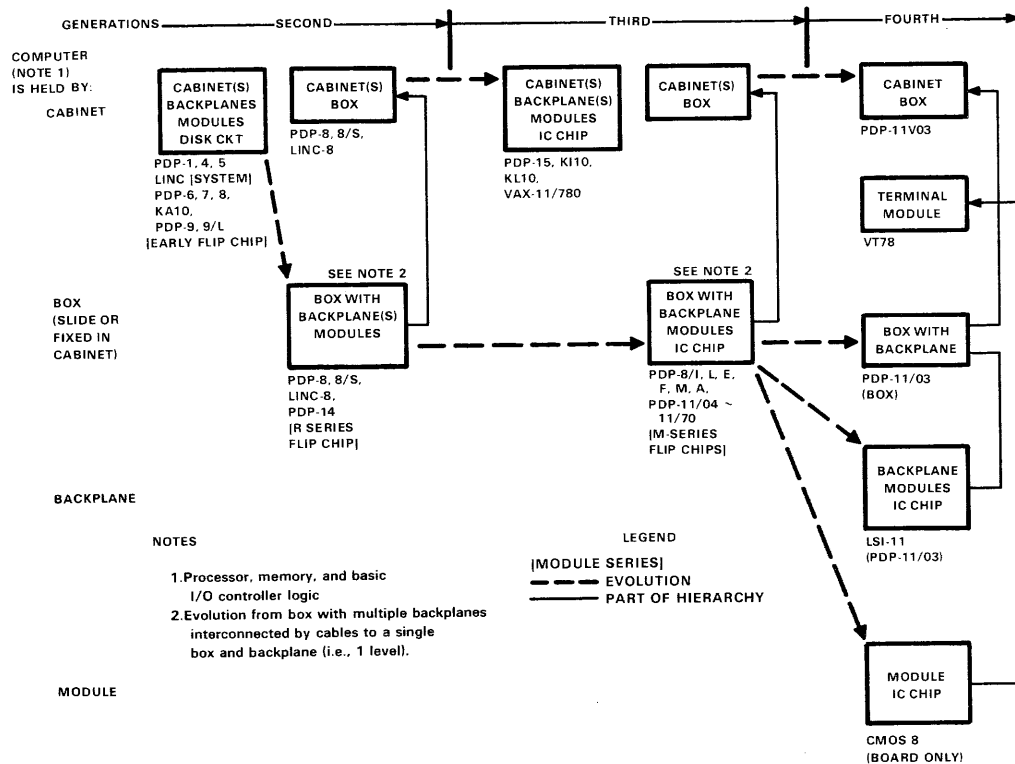 GENERATIONS
SECOND
THIRD
FOURTH
COMPUTER
(NOTE 1)
IS HELD BY:
CABINET
CABINET(S)
BACKPLANES
MODULES
DISK CKT
PDP-1, 4, 5
LINC [SYSTEM]
PDP-6, 7, 8,
KA10,
PDP-9, 9/L
[EARLY FLIP CHIP]
CABINET(S)
BOX
PDP-8, 8/S,
LINC-8
CABINET(S)
BACKPLANE(S)
MODULES
IC CHIP
PDP-15, KI10,
KL10,
VAX-11/780
CABINET(S)
BOX
CABINET
BOX
PDP-11V03
TERMINAL
MODULE
VT78
BOX
(SLIDE OR
FIXED IN
CABINET)
SEE NOTE 2
BOX WITH
BACKPLANE(S)
MODULES
PDP-8, 8/S,
LINC-8,
PDP-14
[R SERIES
FLIP CHIP]
SEE NOTE 2
BOX WITH
BACKPLANE
MODULES
IC CHIP
PDP-8/I, L, E,
F, M, A,
PDP-11/04 ~
11/70
[M-SERIES
FLIP CHIPS]
BOX WITH
BACKPLANE
PDP-11/03
(BOX)
BACKPLANE
BACKPLANE
MODULES
IC CHIP
LSI-11
(PDP-11/03)
NOTES
1.Processor, memory, and basic
I/O controller logic
2.Evolution from box with multiple backplanes
interconnected by cables to a single
box and backplane (i.e., 1 level).
LEGEND
[MODULE SERIES]
EVOLUTION
PART OF HIERARCHY
MODULE
MODULE
IC CHIP
CMOS 8
(BOARD ONLY)